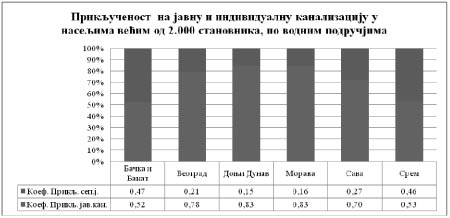 Прикљученост на јавну и индивидуалну канализацију у
насељима већим од 2.000 становника, по водним подручјима
100%
90%
80%
70%
60%
50%
40%
30%
20%
10%
0%
Бачка и Банат Београд Доњи Дунав Морава Сава Срем
Коеф. Прикљ. сеп.ј. 0,47 0,21 0,15 0,16 0,27 0,46
Коеф. Прикљ. јав.кан. 0,52 0,78 0,83 0,83 0,70 0,53